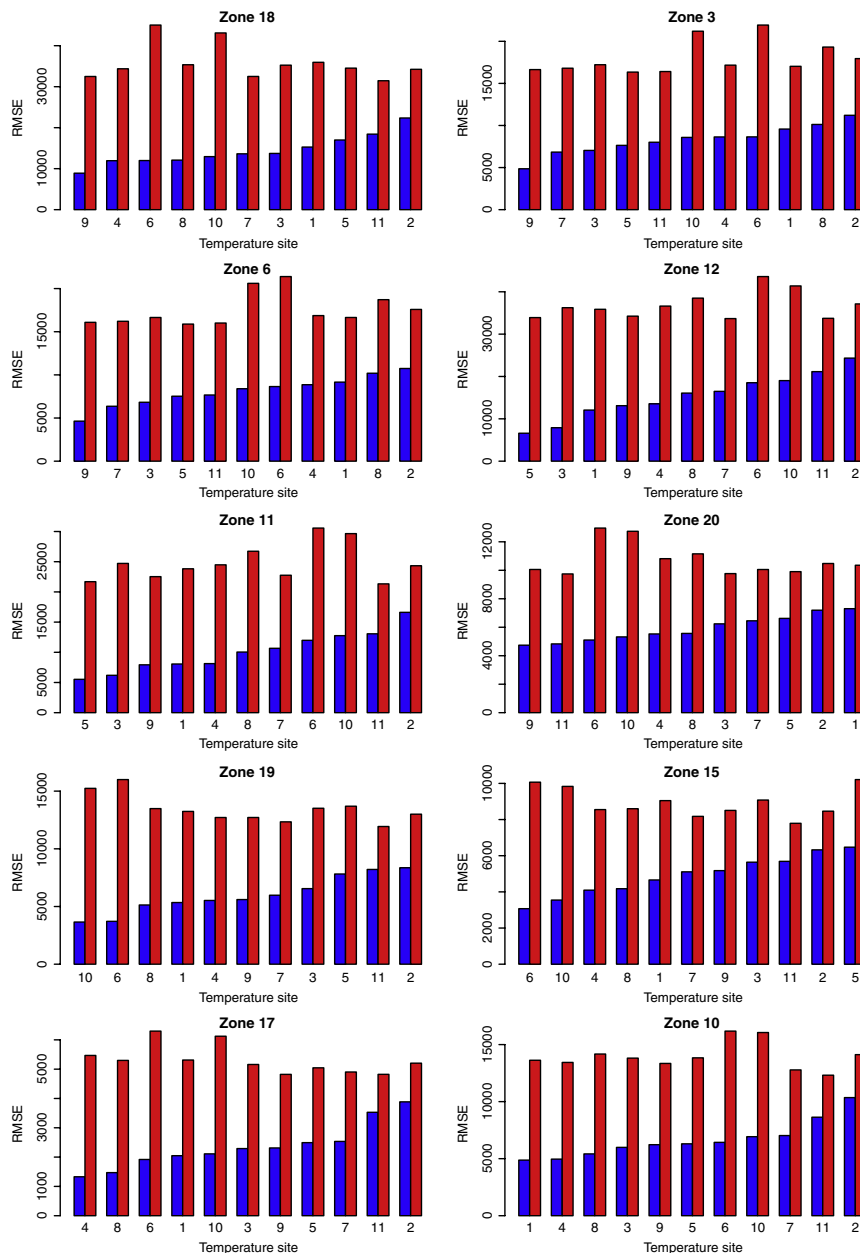 Zone 18
RMSE
30000
10000
0
9 4 6 8 10 7 3 1 5 11 2
Temperature site
Zone 3
RMSE
15000
5000
0
9 7 3 5 11 10 4 6 1 8 2
Temperature site
Zone 6
RMSE
15000
5000
0
9 7 3 5 11 10 6 4 1 8 2
Temperature site
Zone 12
RMSE
30000
10000
0
5 3 1 9 4 8 7 6 10 11 2
Temperature site
Zone 11
RMSE
25000
15000
5000
0
5 3 9 1 4 8 7 6 10 11 2
Temperature site
Zone 20
RMSE
12000
8000
4000
0
9 11 6 10 4 8 3 7 5 2 1
Temperature site
Zone 19
RMSE
15000
10000
5000
0
10 6 8 1 4 9 7 3 5 11 2
Temperature site
Zone 15
RMSE
10000
6000
2000
0
6 10 4 8 1 7 9 3 11 2 5
Temperature site
Zone 17
RMSE
5000
3000
1000
0
4 8 6 1 10 3 9 5 7 11 2
Temperature site
Zone 10
RMSE
15000
10000
5000
0
1 4 8 3 9 5 6 10 7 11 2
Temperature site